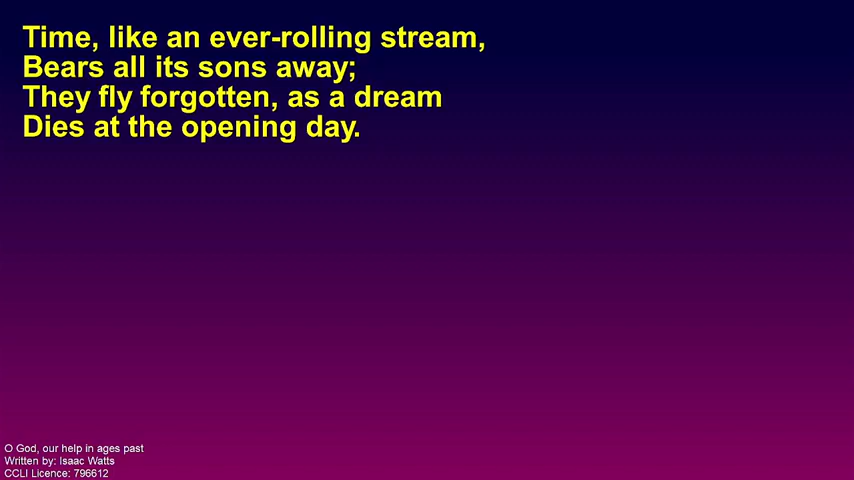 Time, like an ever-rolling stream,
Bears all its sons away;
They fly forgotten, as a dream
Dies at the opening day.
O God, our help in ages past
Written by: Isaac Watts
CCLI Licence: 796612